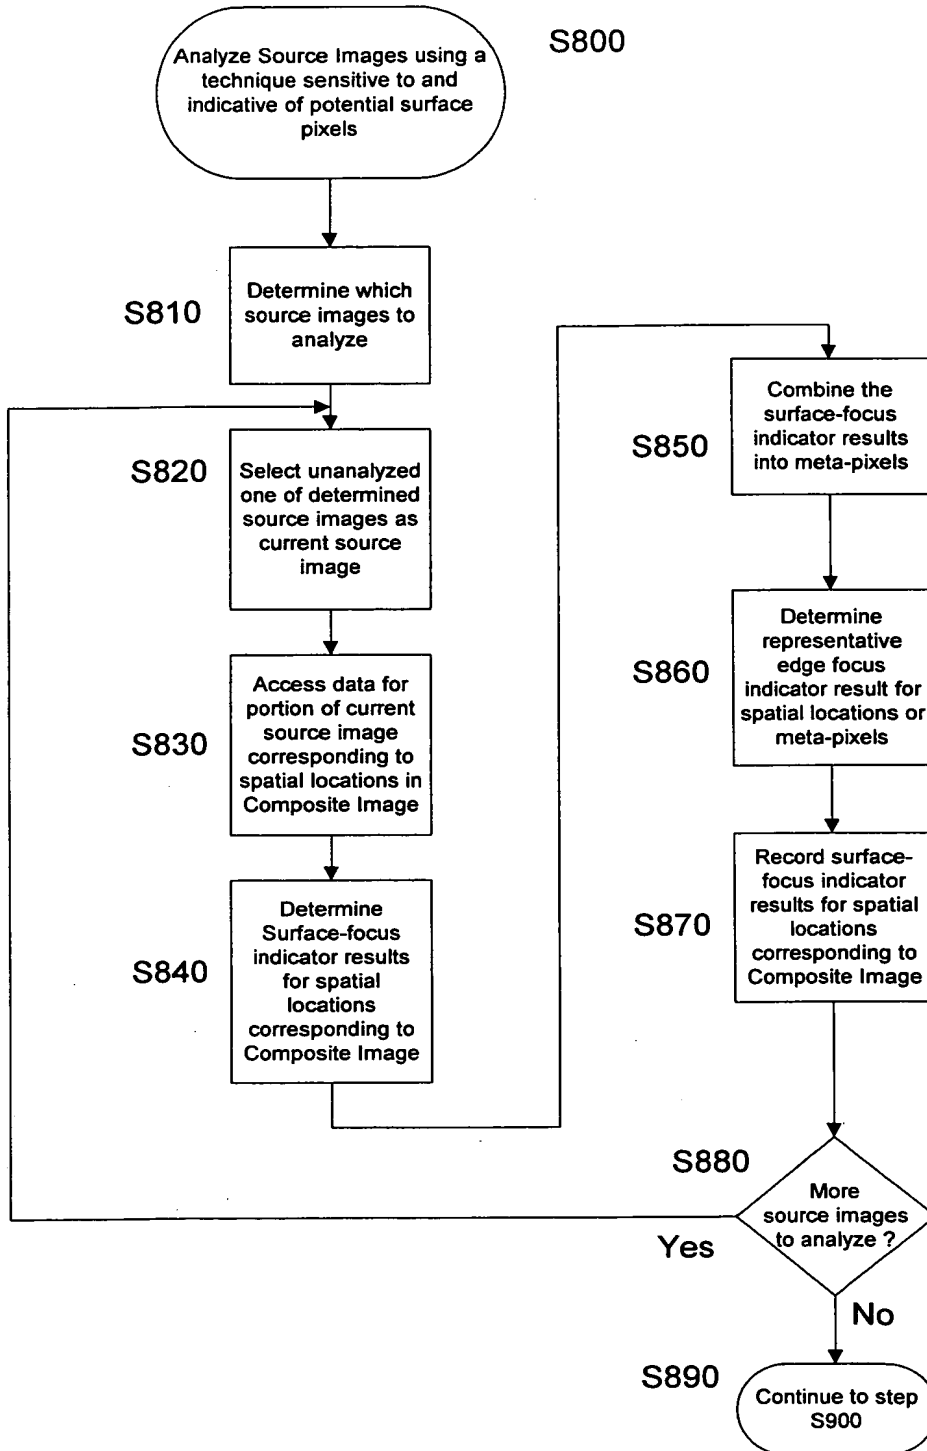 S800
Analyze Source Images using a
technique sensitive to and
indicative of potential surface
pixels
S810
Determine which
source images to
analyze
S820
Select unanalyzed
one of determined
source images as
current source
image
S830
Access data for
portion of current
source image
corresponding to
spatial locations in
Composite Image
S840
Determine
Surface-focus
indicator results
for spatial
locations
corresponding to
Composite Image
S850
Combine the
surface-focus
indicator results
into meta-pixels
S860
Determine
representative
edge focus
indicator result for
spatial locations or
meta-pixels
S870
Record surface-
focus indicator
results for spatial
locations
corresponding to
Composite Image
S880
More
source images
to analyze ?
Yes
No
S890
Continue to step
S900